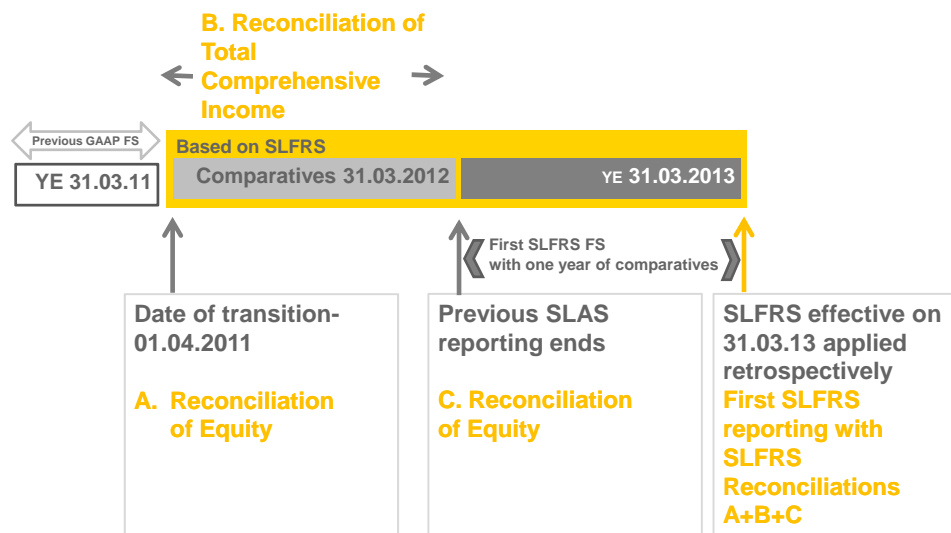 B. Reconciliation of
Total
Comprehensive
Income
Previous GAAP FS
YE 31.03.11
Based on SLFRS
Comparatives 31.03.2012
YE 31.03.2013
First SLFRS FS
with one year of comparatives
Date of transition-
01.04.2011
A. Reconciliation
of Equity
Previous SLAS
reporting ends
C. Reconciliation
of Equity
SLFRS effective on
31.03.13 applied
retrospectively
First SLFRS
reporting with
SLFRS
Reconciliations
A+B+C